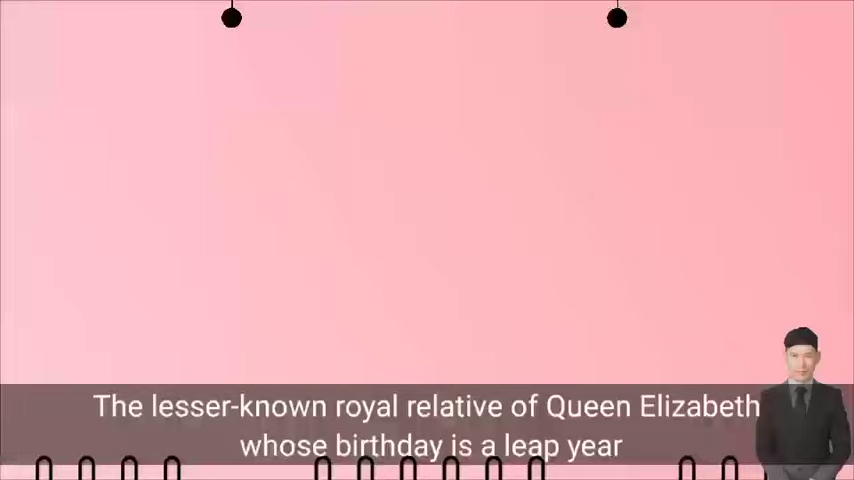 The lesser-known royal relative of Queen Elizabeth
whose birthday is a leap year